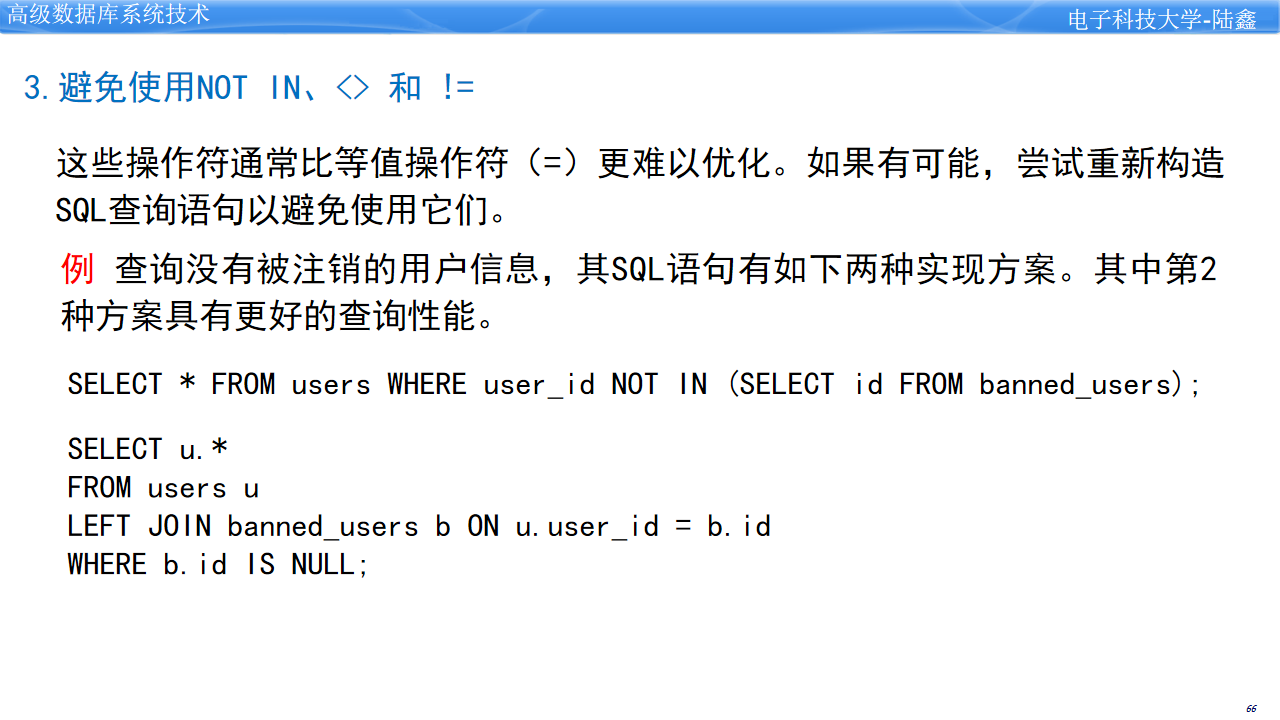 高级数据库系统技术
电子科技大学-陆鑫
3.避免使用NOT IN、<> 和 !=
这些操作符通常比等值操作符（=）更难以优化。如果有可能，尝试重新构造
SQL查询语句以避免使用它们。
例 查询没有被注销的用户信息，其SQL语句有如下两种实现方案。其中第2
种方案具有更好的查询性能。
SELECT * FROM users WHERE user_id NOT IN (SELECT id FROM banned_users);
SELECT u.*
FROM users u
LEFT JOIN banned_users b ON u.user_id = b.id
WHERE b.id IS NULL;
66